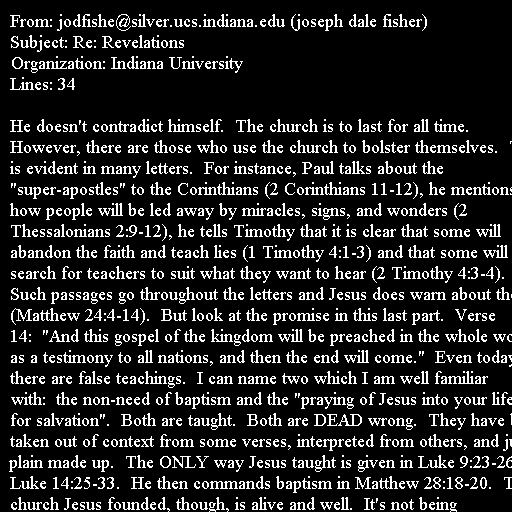 From: jodfishe@silver.ucs.indiana.edu (joseph dale fisher)
Subject: Re: Revelations
Organization: Indiana University
Lines: 34

He doesn't contradict himself.  The church is to last for all time.
However, there are those who use the church to bolster themselves.
is evident in many letters.  For instance, Paul talks about the
"super-apostles" to the Corinthians (2 Corinthians 11-12), he mentions
how people will be led away by miracles, signs, and wonders (2
Thessalonians 2:9-12), he tells Timothy that it is clear that some will
abandon the faith and teach lies (1 Timothy 4:1-3) and that some will
search for teachers to suit what they want to hear (2 Timothy 4:3-4).
Such passages go throughout the letters and Jesus does warn about
(Matthew 24:4-14).  But look at the promise in this last part.  Verse
14:  "And this gospel of the kingdom will be preached in the whole
as a testimony to all nations, and then the end will come."  Even today
there are false teachings.  I can name two which I am well familiar
with:  the non-need of baptism and the "praying of Jesus into your life
for salvation".  Both are taught.  Both are DEAD wrong.  They have
taken out of context from some verses, interpreted from others, and
plain made up.  The ONLY way Jesus taught is given in Luke 9:23-26
Luke 14:25-33.  He then commands baptism in Matthew 28:18-20.
church Jesus founded, though, is alive and well.  It's not being